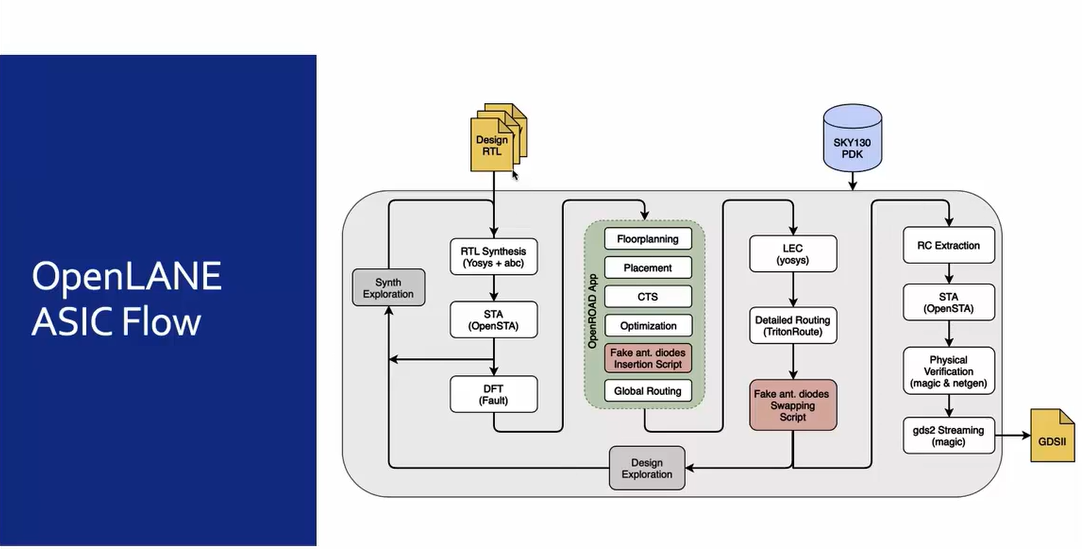 OpenLANE
ASIC Flow
Design
RTL
SKY130
PDK
RTL Synthesis
(Yosys + abc)
Synth
Exploration
STA
(OpenSTA)
DFT
(Fault)
OpenROAD App
Floorplanning
Placement
CTS
Optimization
Fake ant. diodes
Insertion Script
Global Routing
LEC
(yosys)
Detailed Routing
(TritonRoute)
Fake ant. diodes
Swapping
Script
Design
Exploration
RC Extraction
STA
(OpenSTA)
Physical
Verification
(magic & netgen)
gds2 Streaming
(magic)
GDSII